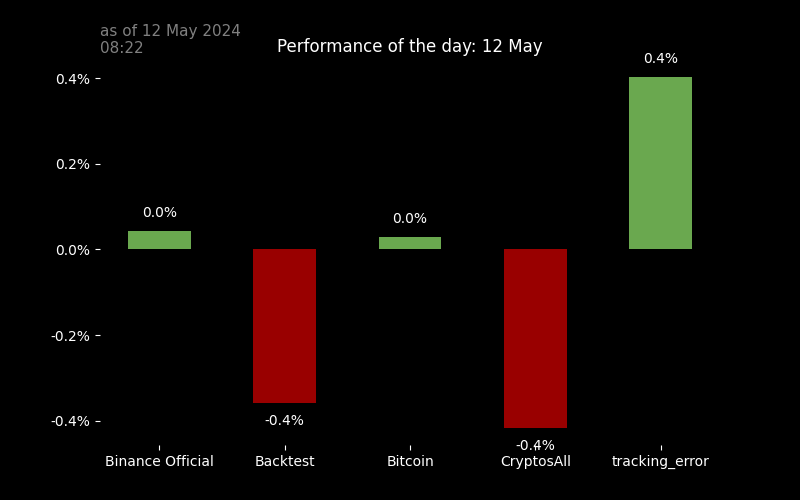 as of 12 May 2024
08:22
Performance of the day: 12 May
0.4%
0.4%
0.2%
0.0%
0.0%
0.0%
-0.2%
-0.4%
-0.4%
-0.4%
Binance Official
Backtest
Bitcoin
CryptosAll
tracking_error